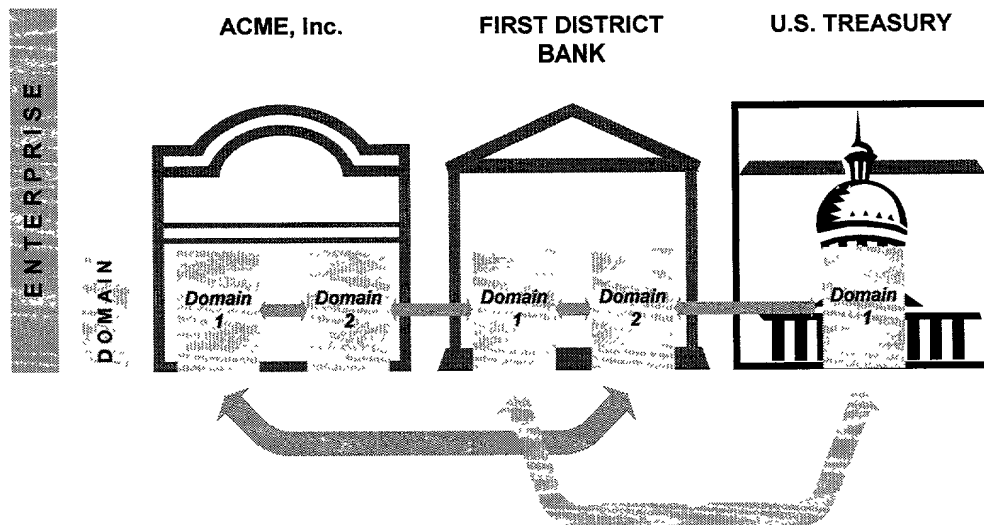 ACME, Inc.
FIRST DISTRICT
BANK
U.S. TREASURY
ENTERPRISE
DOMAIN
Domain
1
Domain
2
Domain
1
Domain
2
Domain
1